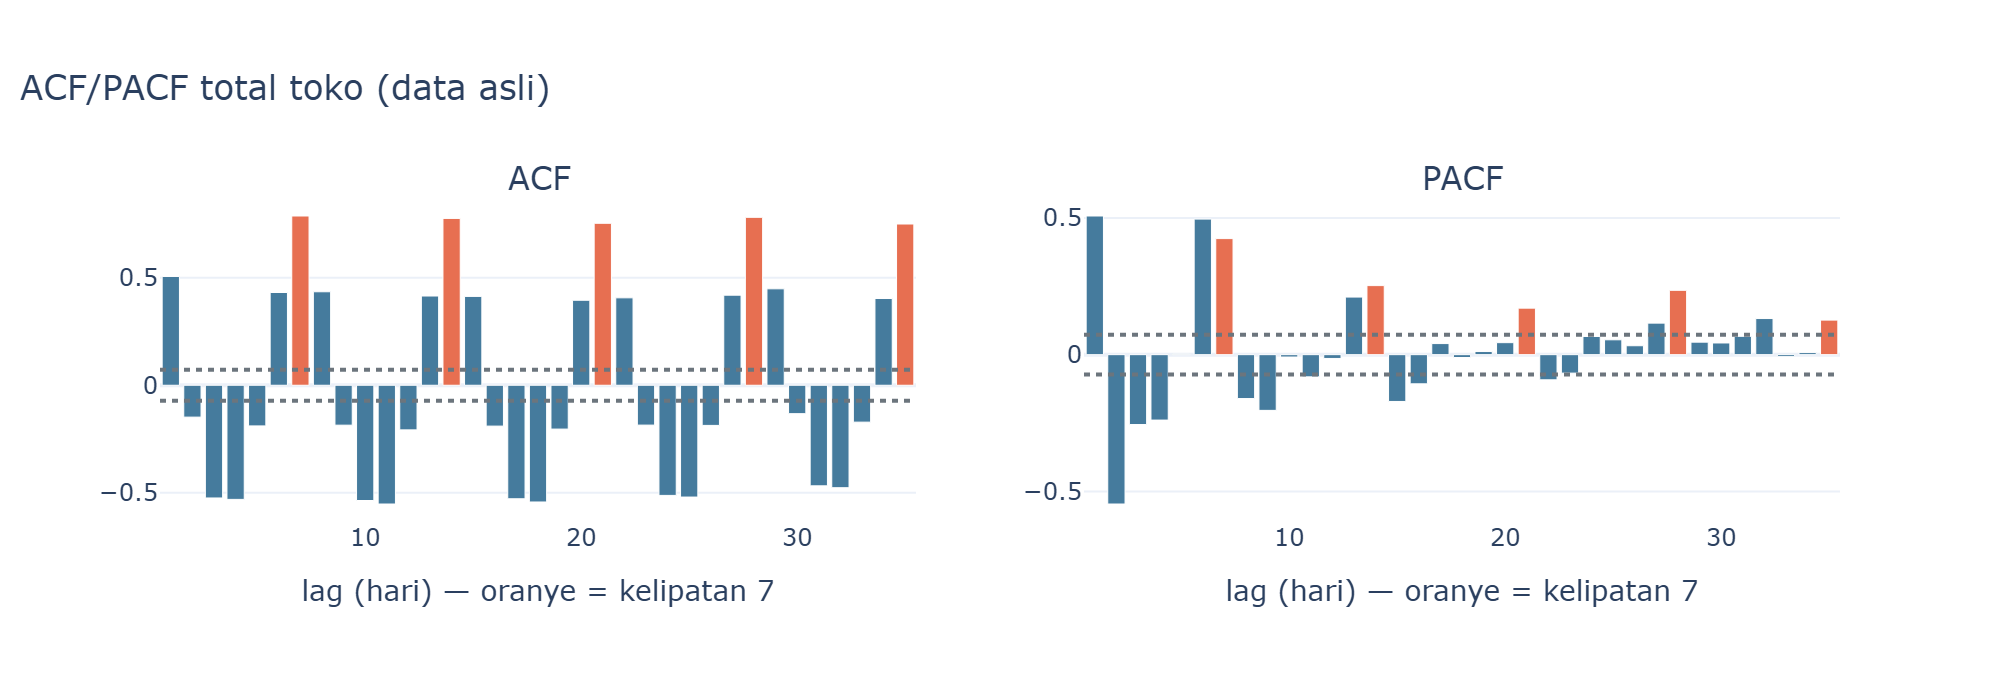 ACF/PACF total toko (data asli)
ACF
PACF
0.5
0
−0.5
10
20
30
lag (hari) — oranye = kelipatan 7
0.5
0
−0.5
10
20
30
lag (hari) — oranye = kelipatan 7